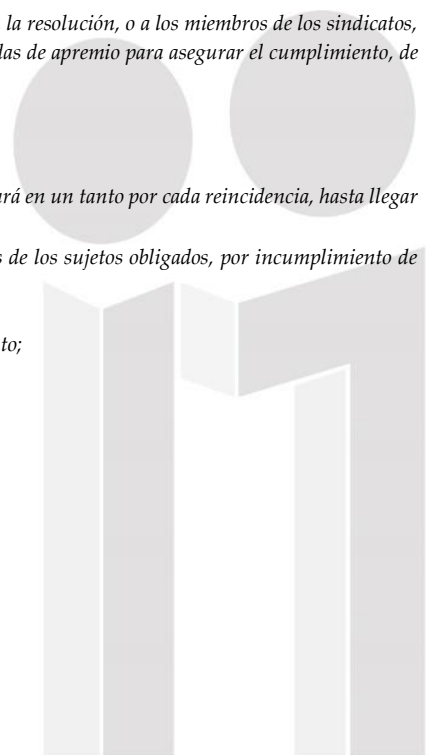 la resolución, o a los miembros de los sindicatos,
das de apremio para asegurar el cumplimiento, de
ará en un tanto por cada reincidencia, hasta llegar
s de los sujetos obligados, por incumplimiento de
to;